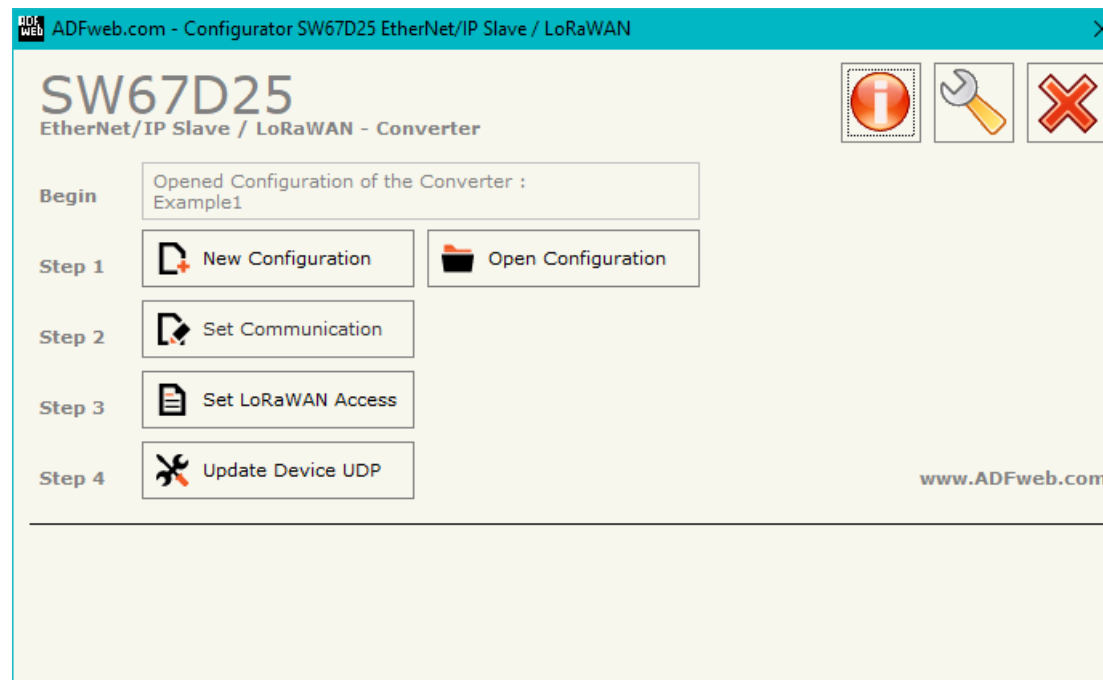 ADF
WEB
ADFweb.com - Configurator SW67D25 EtherNet/IP Slave / LoRaWAN
SW67D25
EtherNet/IP Slave / LoRaWAN - Converter
Begin
Opened Configuration of the Converter :
Example1
Step 1
New Configuration
Open Configuration
Step 2
Set Communication
Step 3
Set LoRaWAN Access
Step 4
Update Device UDP
www.ADFweb.com